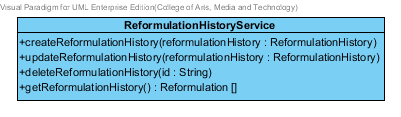 Visual Paradigm for UML Enterprise Edition(College of Arts, Media and Technology)
ReformulationHistoryService
+createReformulationHistory(reformulationHistory : ReformulationHistory)
+updateReformulationHistory(reformulationHistory : ReformulationHistory)
+deleteReformulationHistory(id : String)
+getReformulationHistory() : Reformulation []